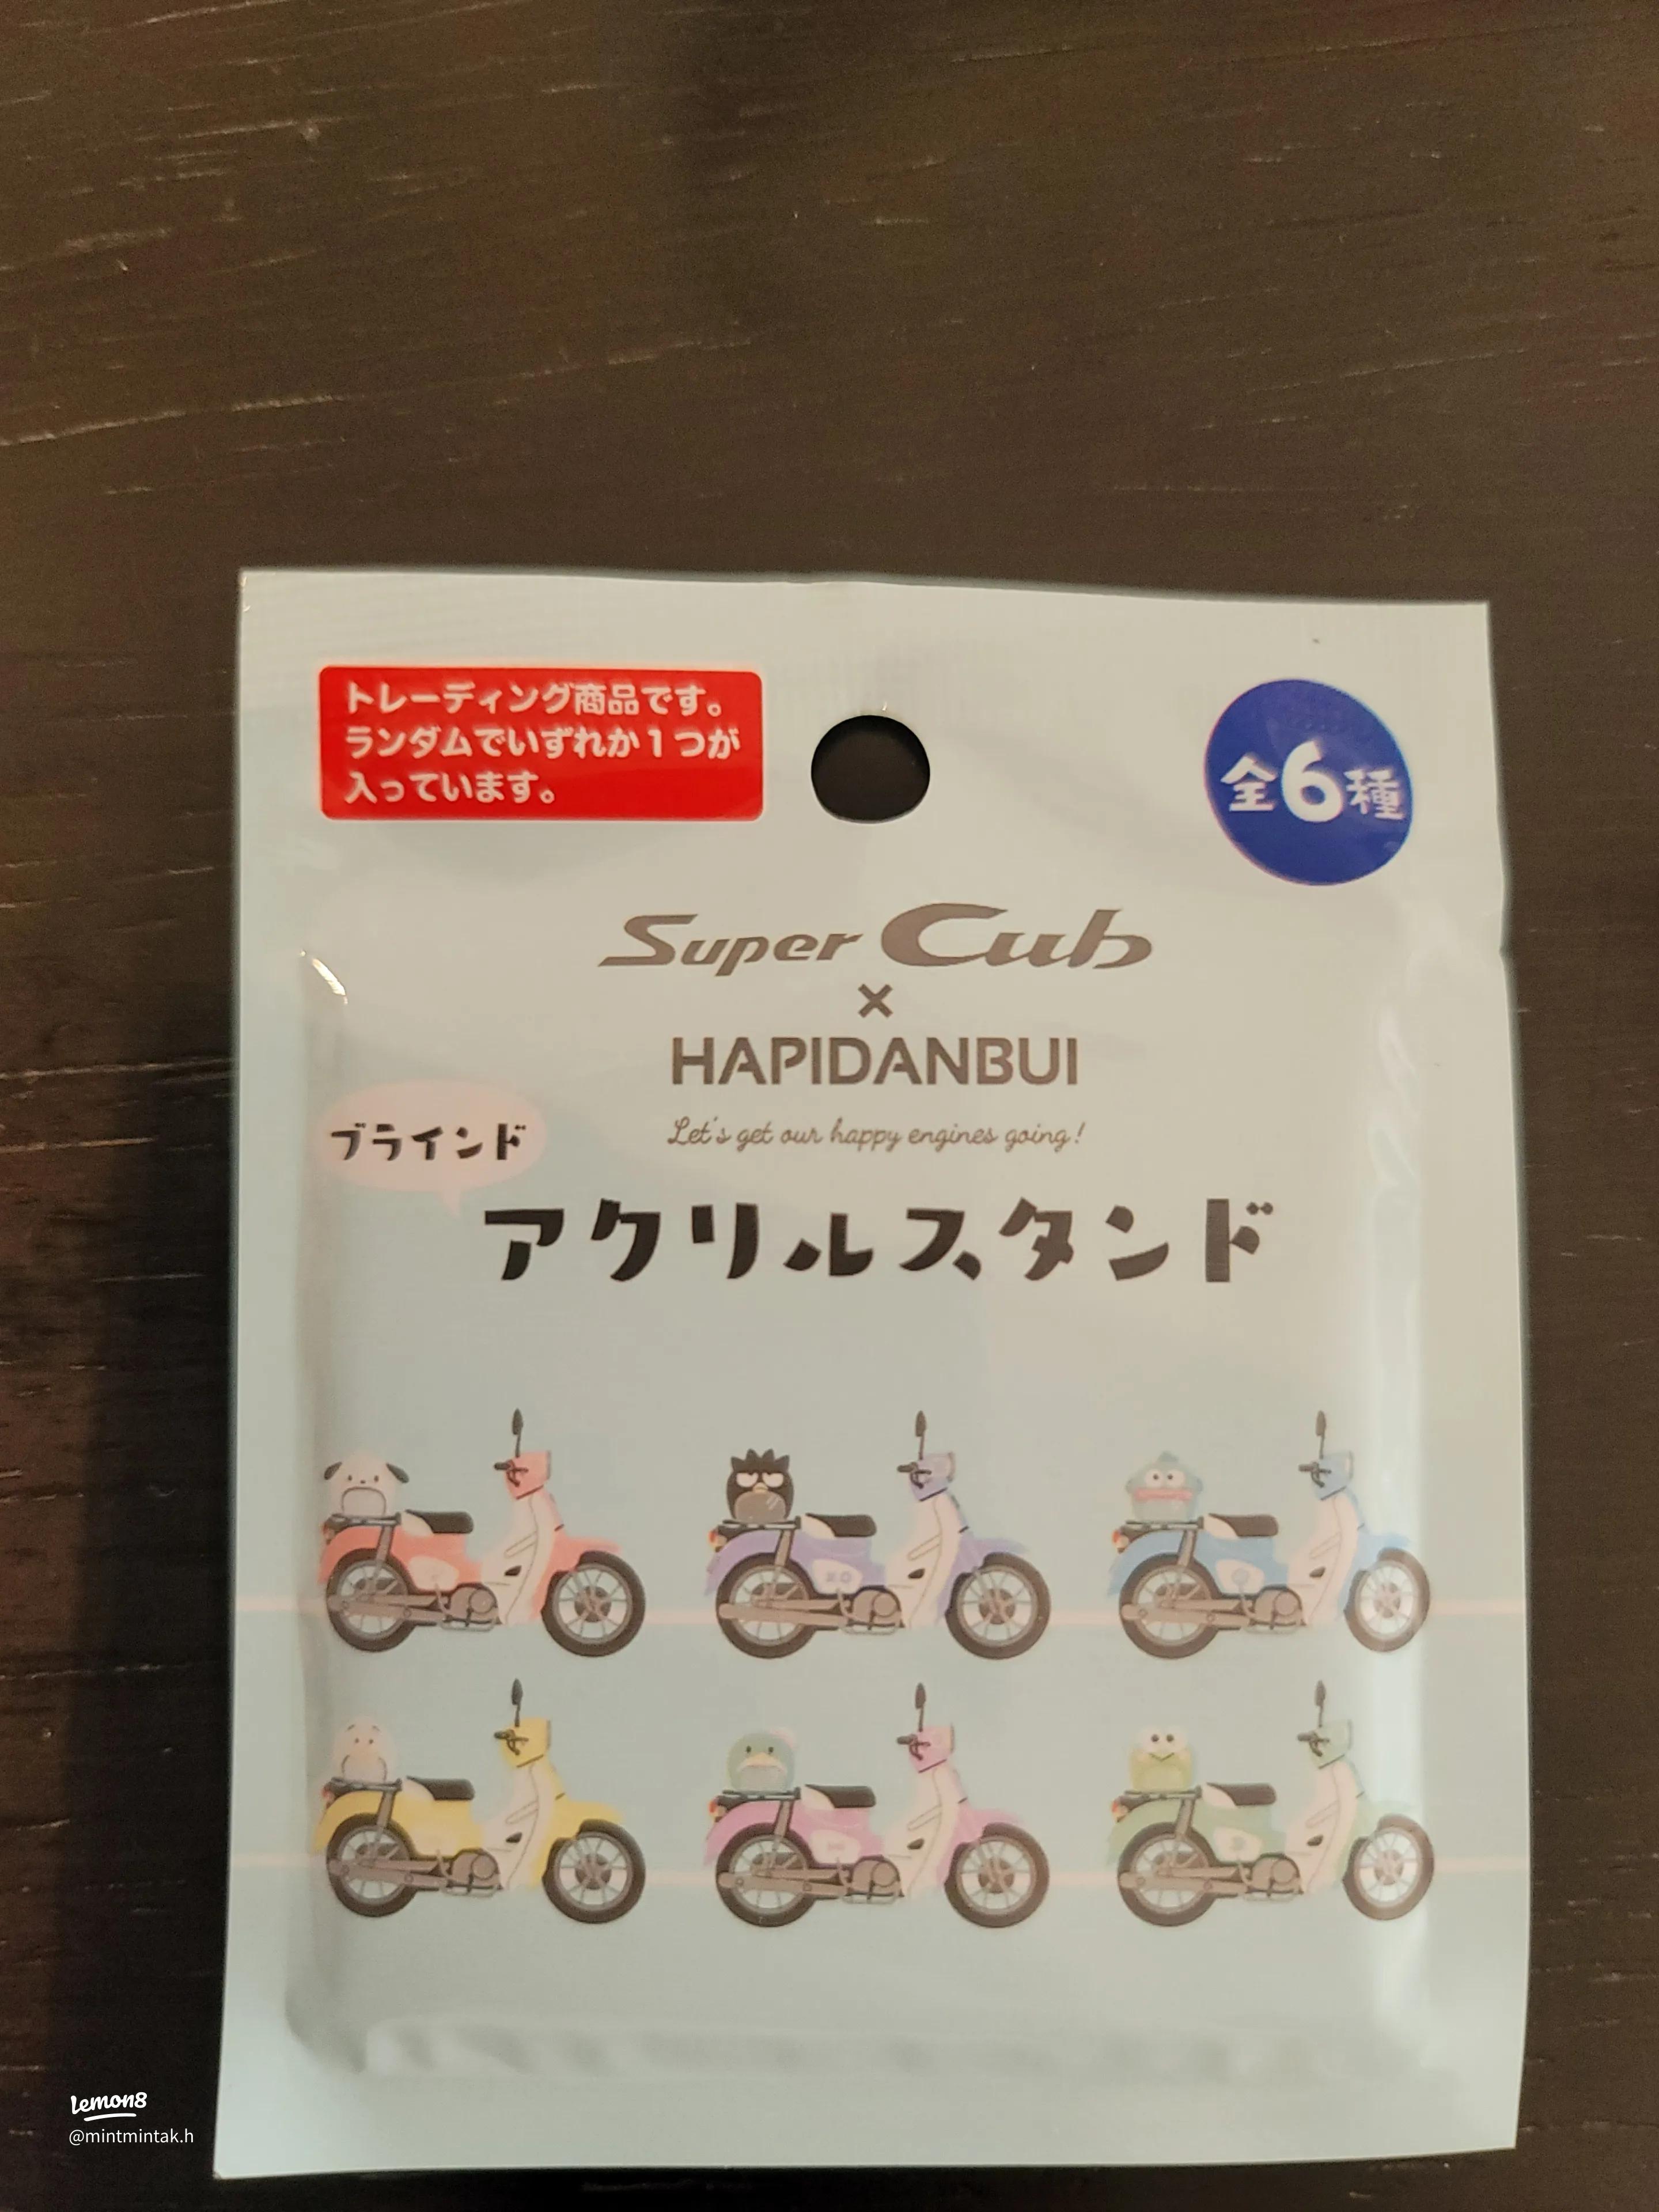 トレーディング商品です。
ランダムでいずれか1つが
入っています。
全6種
Super Cub
×
HAPIDANBUI
Let's get our happy engines going!
ブラインド
アクリルスタンド
Lemon8
@mintmintak.h